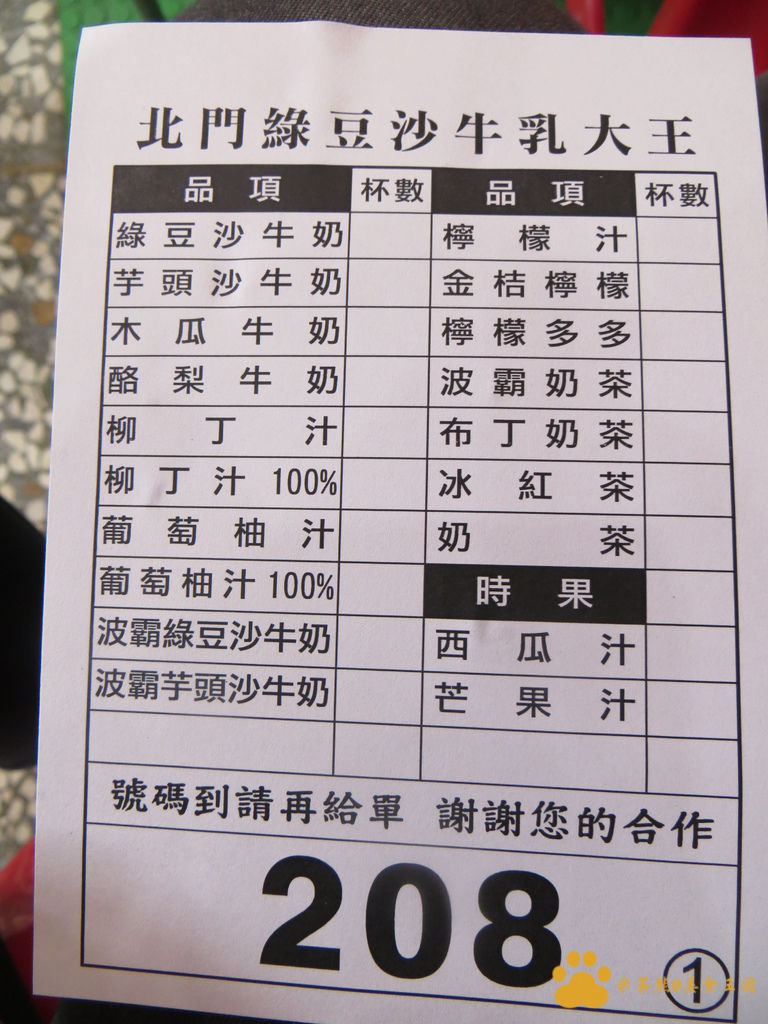 北門綠豆沙牛乳大王
品項 杯數 品項 杯數
綠豆沙牛奶 檸檬汁
芋頭沙牛奶 金桔檸檬
木瓜牛奶 檸檬多多
酪梨牛奶 波霸奶茶
柳丁汁 布丁奶茶
柳丁汁 100% 冰紅茶
葡萄柚汁 奶茶
葡萄柚汁 100% 時果
波霸綠豆沙牛奶 西瓜汁
波霸芋頭沙牛奶 芒果汁
號碼到請再給單 謝謝您的合作
208
1